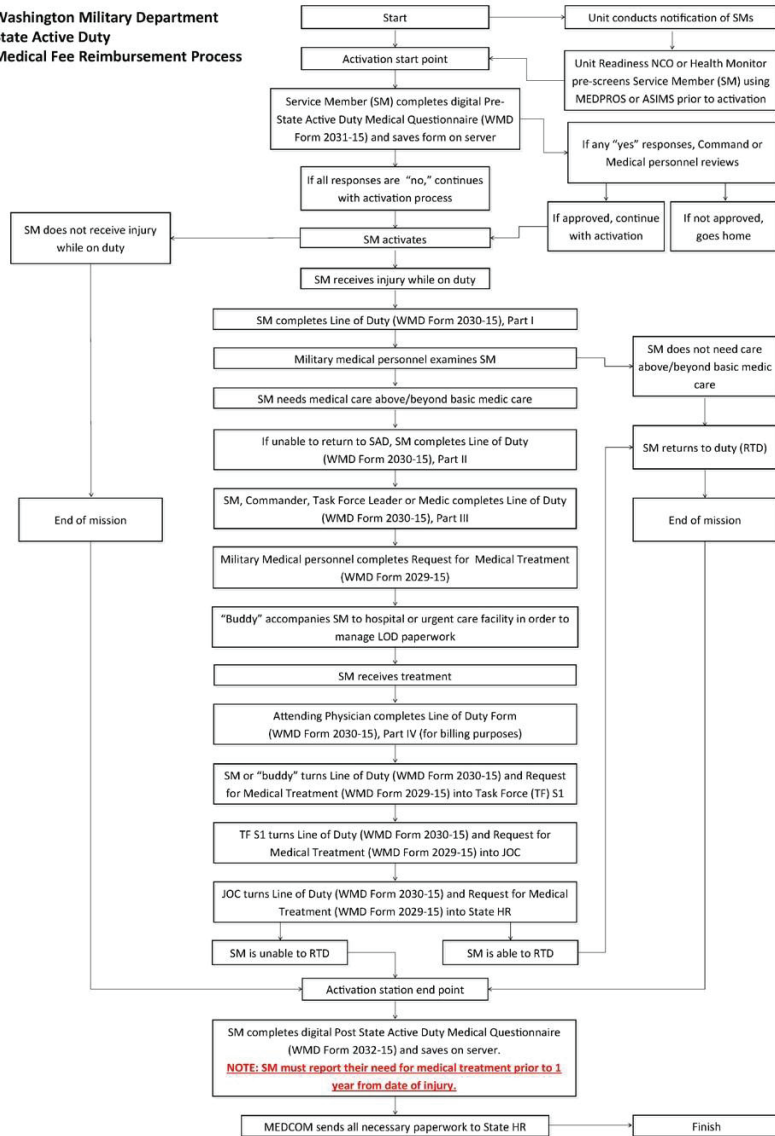 Washington Military Department
State Active Duty
Medical Fee Reimbursement Process
Start
Unit conducts notification of SMs
Activation start point
Unit Readiness NCO or Health Monitor
pre-screens Service Member (SM) using
MEDPROS or ASIMS prior to activation
Service Member (SM) completes digital Pre-
State Active Duty Medical Questionnaire (WMD
Form 2031-15) and saves form on server
If any “yes” responses, Command or
Medical personnel reviews
If all responses are “no,” continues
with activation process
If approved, continue
with activation
If not approved,
goes home
SM does not receive injury
while on duty
SM activates
SM receives injury while on duty
SM completes Line of Duty (WMD Form 2030-15), Part I
Military medical personnel examines SM
SM does not need care
above/beyond basic medic
care
SM needs medical care above/beyond basic medic care
If unable to return to SAD, SM completes Line of Duty
(WMD Form 2030-15), Part II
SM returns to duty (RTD)
SM, Commander, Task Force Leader or Medic completes Line of Duty
(WMD Form 2030-15), Part III
End of mission
End of mission
Military Medical personnel completes Request for Medical Treatment
(WMD Form 2029-15)
“Buddy” accompanies SM to hospital or urgent care facility in order to
manage LOD paperwork
SM receives treatment
Attending Physician completes Line of Duty Form
(WMD Form 2030-15), Part IV (for billing purposes)
SM or “buddy” turns Line of Duty (WMD Form 2030-15) and Request
for Medical Treatment (WMD Form 2029-15) into Task Force (TF) S1
TF S1 turns Line of Duty (WMD Form 2030-15) and Request for
Medical Treatment (WMD Form 2029-15) into JOC
JOC turns Line of Duty (WMD Form 2030-15) and Request for Medical
Treatment (WMD Form 2029-15) into State HR
SM is unable to RTD
SM is able to RTD
Activation station end point
SM completes digital Post State Active Duty Medical Questionnaire
(WMD Form 2032-15) and saves on server.
NOTE: SM must report their need for medical treatment prior to 1
year from date of injury.
MEDCOM sends all necessary paperwork to State HR
Finish